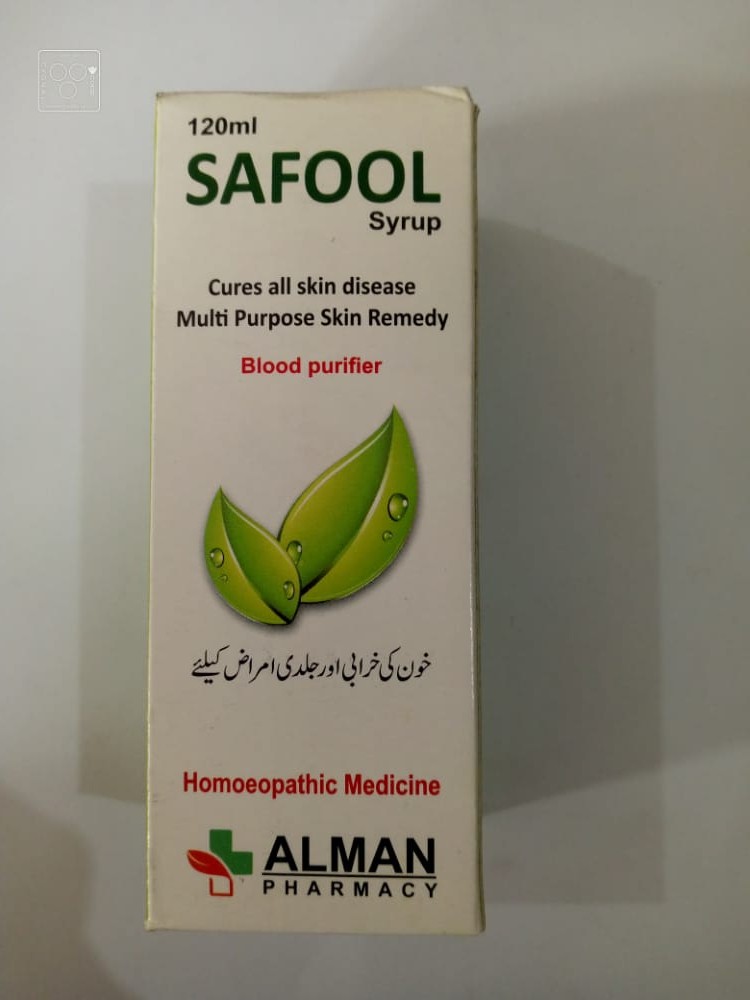 120ml
SAFOOL
Syrup
Cures all skin disease
Multi Purpose Skin Remedy
Blood purifier
خون کی خرابی اور جلدی امراض کیلئے
Homoeopathic Medicine
ALMAN
PHARMACY